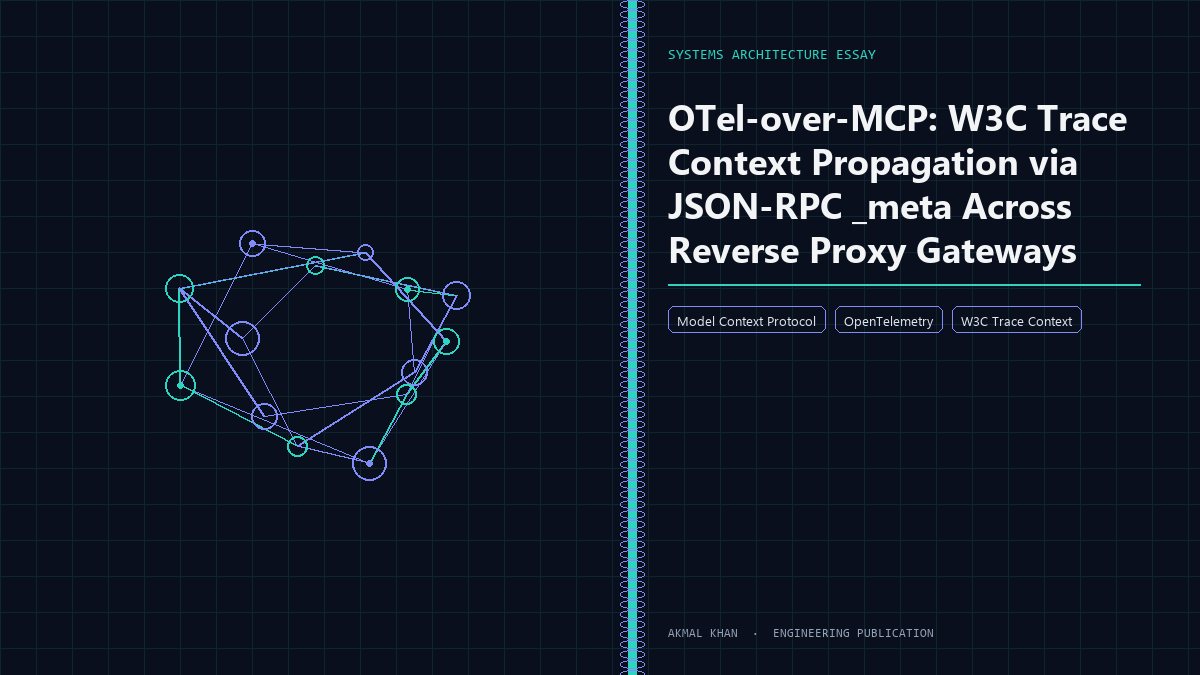 SYSTEMS ARCHITECTURE ESSAY
OTel-over-MCP: W3C Trace
Context Propagation via
JSON-RPC _meta Across
Reverse Proxy Gateways
Model Context Protocol OpenTelemetry W3C Trace Context
AKMAL KHAN · ENGINEERING PUBLICATION